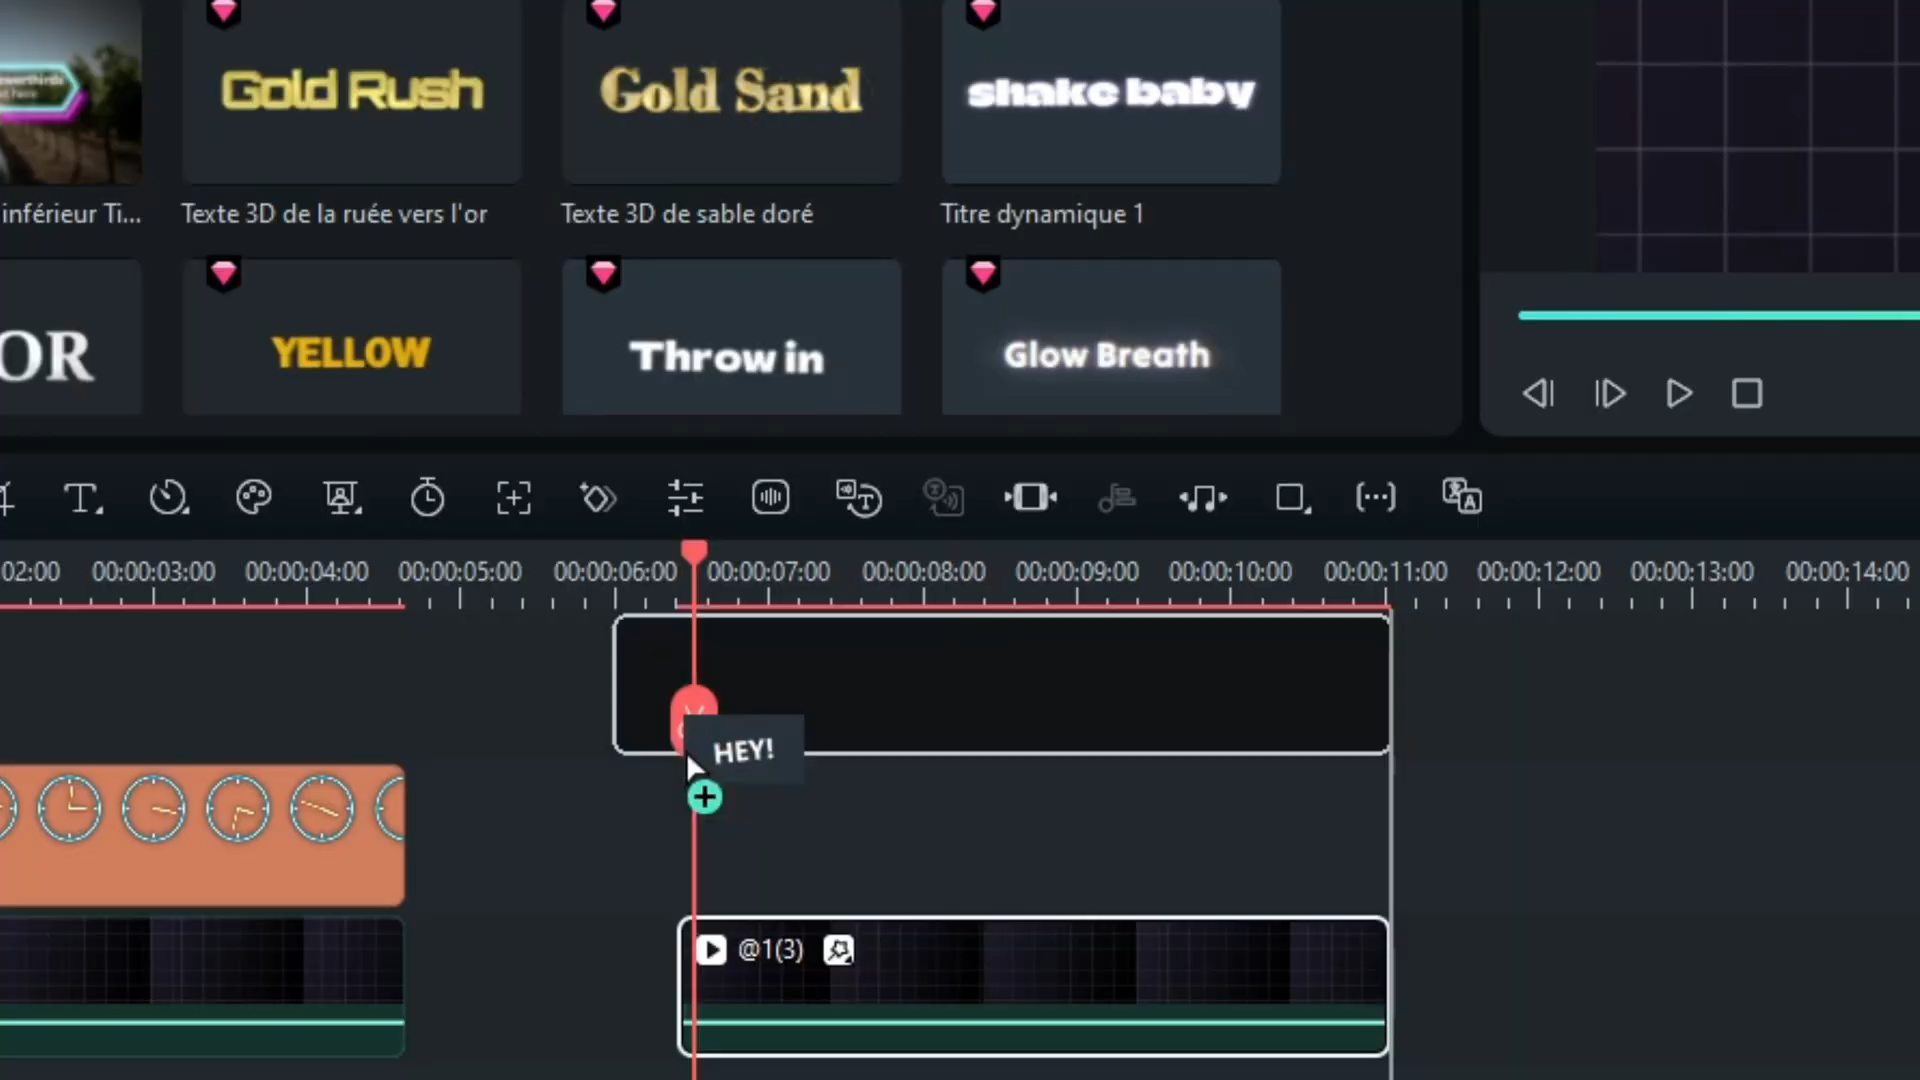 Gold Rush
Gold Sand
shake baby
inférieur Ti...
Texte 3D de la ruée vers l'or
Texte 3D de sable doré
Titre dynamique 1
OR
YELLOW
Throw in
Glow Breath
02:00
00:00:03:00
00:00:04:00
00:00:05:00
00:00:06:00
00:00:07:00
00:00:08:00
00:00:09:00
00:00:10:00
00:00:11:00
00:00:12:00
00:00:13:00
00:00:14:00
HEY!
@1(3)